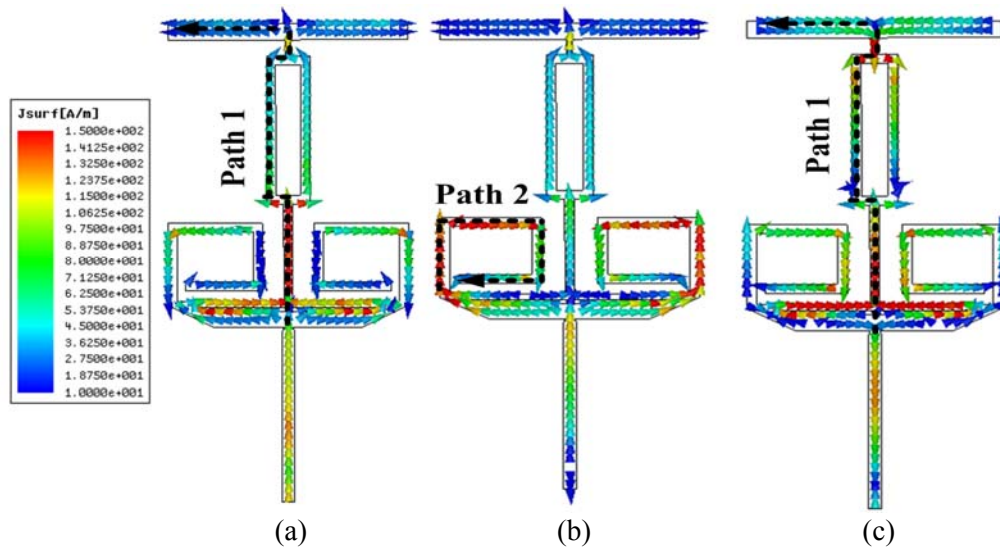 Jsurf[A/m]
1.5000e+002
1.4125e+002
1.3250e+002
1.2375e+002
1.1500e+002
1.0625e+002
9.7500e+001
8.8750e+001
8.0000e+001
7.1250e+001
6.2500e+001
5.3750e+001
4.5000e+001
3.6250e+001
2.7500e+001
1.8750e+001
1.0000e+001
Path 1
Path 2
Path 1
(a) (b) (c)